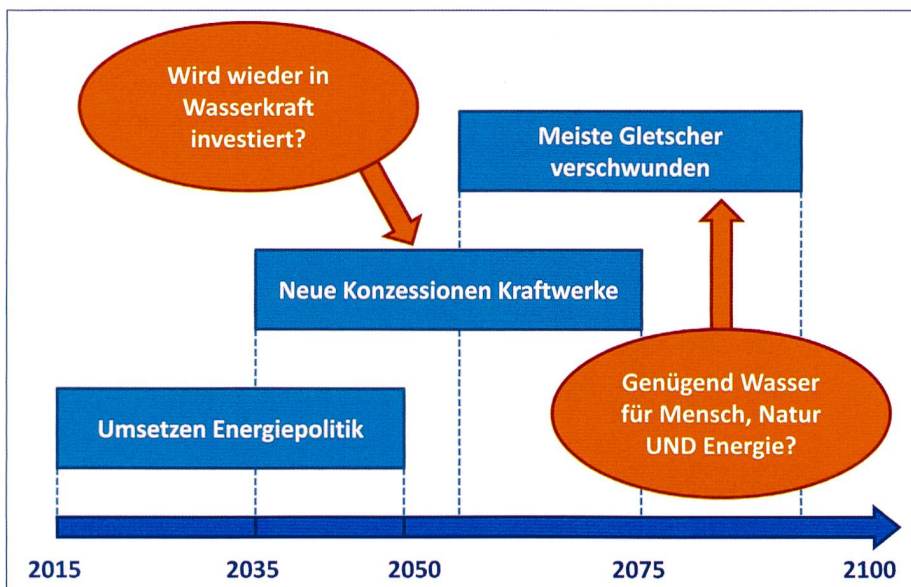 Wird wieder in
Wasserkraft
investiert?
Meiste Gletscher
verschwunden
Neue Konzessionen Kraftwerke
Genügend Wasser
für Mensch, Natur
UND Energie?
Umsetzen Energiepolitik
2015 2035 2050 2075 2100